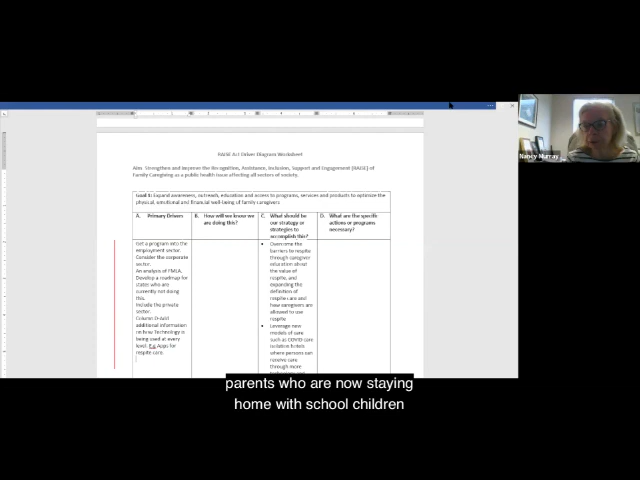 RAISE Act Driver Diagram Worksheet
Aim: Strengthen and improve the Recognition, Assistance, Inclusion, Support and Engagement (RAISE) of
Family Caregiving as a public health issue affecting all sectors of society.
Goal 1: Expand awareness, outreach, education and access to programs, services and products to optimize the
physical, emotional and financial well-being of family caregivers
A. Primary Drivers
B. How will we know we
are doing this?
C. What should be
our strategy or
strategies to
accomplish this?
D. What are the specific
actions or programs
necessary?
Get a program into the
employment sector.
Consider the corporate
sector.
An analysis of FMLA.
Develop a roadmap for
states who are
currently not doing
this.
Include the private
sector.
Column D-Add
additional information
on how Technology is
being used at every
level. E.g Apps for
respite care.
• Overcome the
barriers to respite
through caregiver
education about
the value of
respite, and
expanding the
definition of
respite care and
how caregivers are
allowed to use
respite
• Leverage new
models of care
such as COVID care
isolation hotels
where persons can
receive care
through more
Nancy Murray
parents who are now staying
home with school children